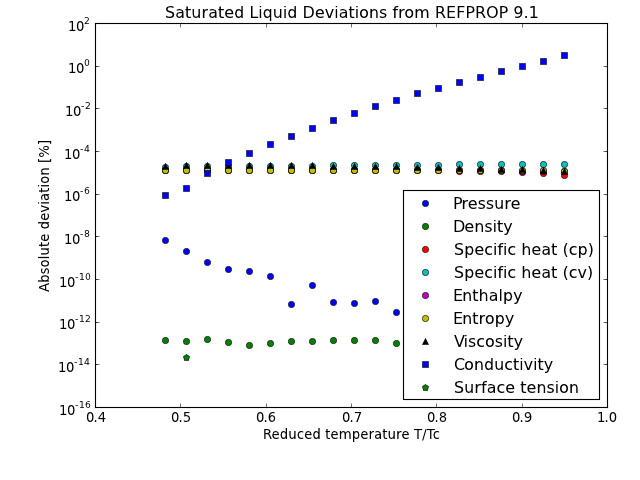 Saturated Liquid Deviations from REFPROP 9.1
10^2
10^0
10^-2
10^-4
10^-6
10^-8
10^-10
10^-12
10^-14
10^-16
Absolute deviation [%]
Pressure
Density
Specific heat (cp)
Specific heat (cv)
Enthalpy
Entropy
Viscosity
Conductivity
Surface tension
0.4 0.5 0.6 0.7 0.8 0.9 1.0
Reduced temperature T/Tc